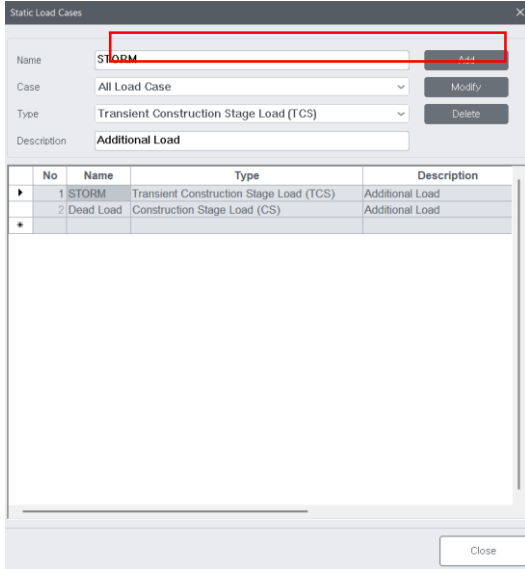 Static Load Cases
Name STORM Add
Case All Load Case Modify
Type Transient Construction Stage Load (TCS) Delete
Description Additional Load
No Name Type Description
1 STORM Transient Construction Stage Load (TCS) Additional Load
2 Dead Load Construction Stage Load (CS) Additional Load
Close